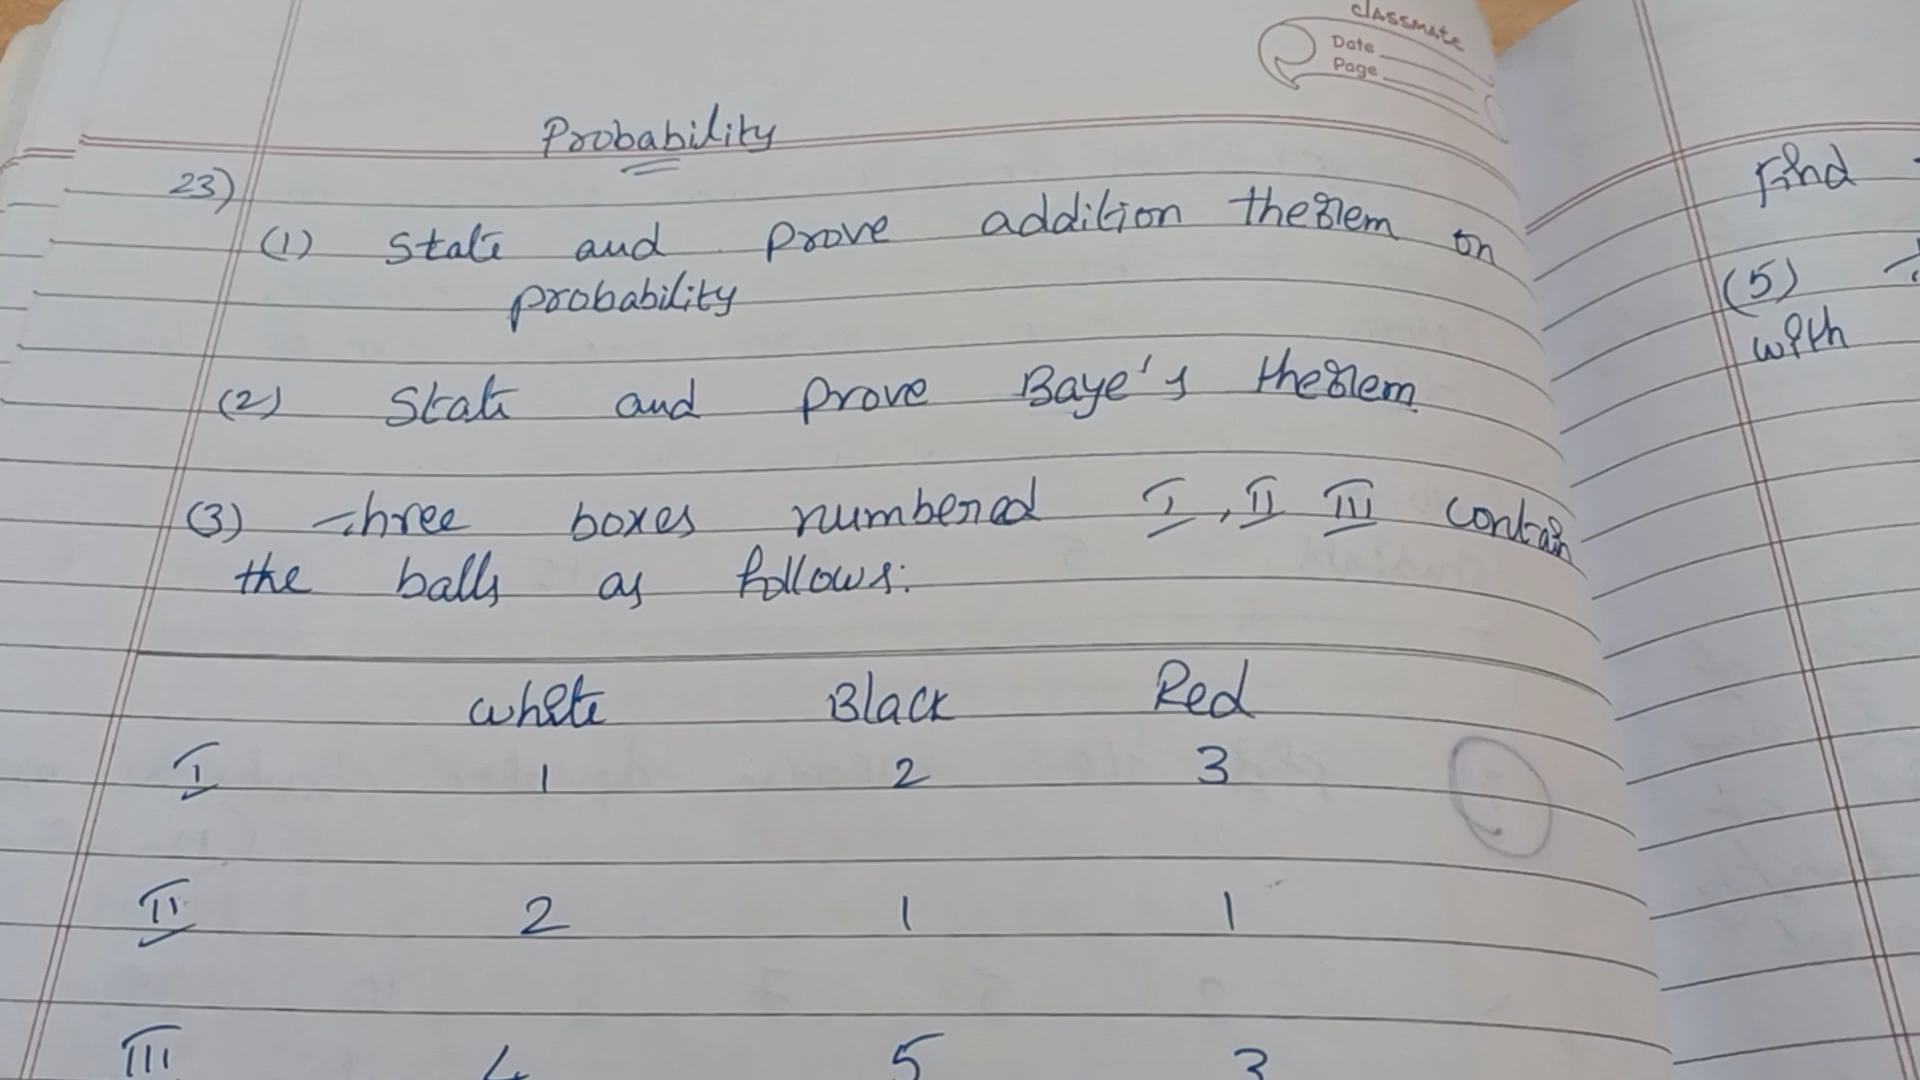 classmate
Date
Page
Probability
23)
(1) State and prove addition theorem on
probability
(2) State and prove Baye's theorem
(3) Three boxes numbered I, II III contain
the balls as follows:
White Black Red
I 1 2 3
II 2 1 1
III 4 5 3
Find
(5)
with